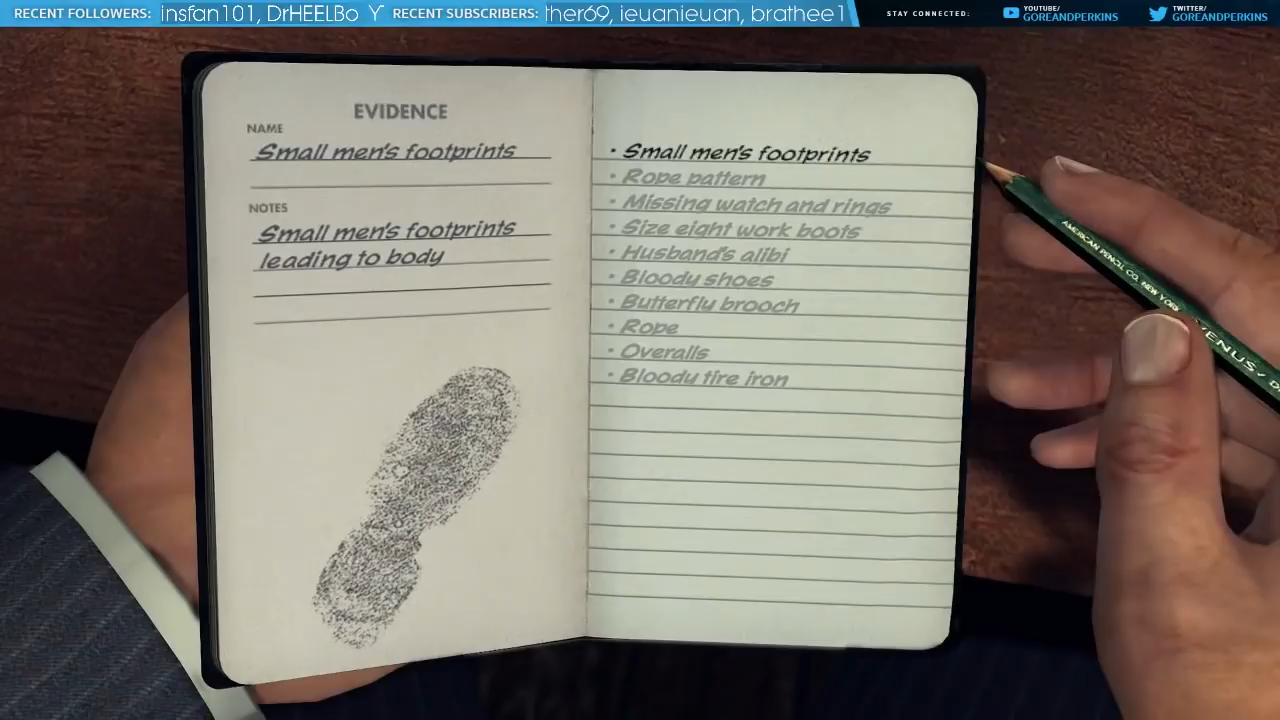 RECENT FOLLOWERS: insfan101, DrHEELBo Y RECENT SUBSCRIBERS: ther69, ieuanieuan, brathee1
STAY CONNECTED:
YOUTUBE/
GOREANDPERKINS
TWITTER/
GOREANDPERKINS
EVIDENCE
NAME
Small men's footprints
NOTES
Small men's footprints
leading to body
• Small men's footprints
• Rope pattern
• Missing watch and rings
• Size eight work boots
• Husband's alibi
• Bloody shoes
• Butterfly brooch
• Rope
• Overalls
• Bloody tire iron
AMERICAN PENCIL CO. NEW YORK VENUS